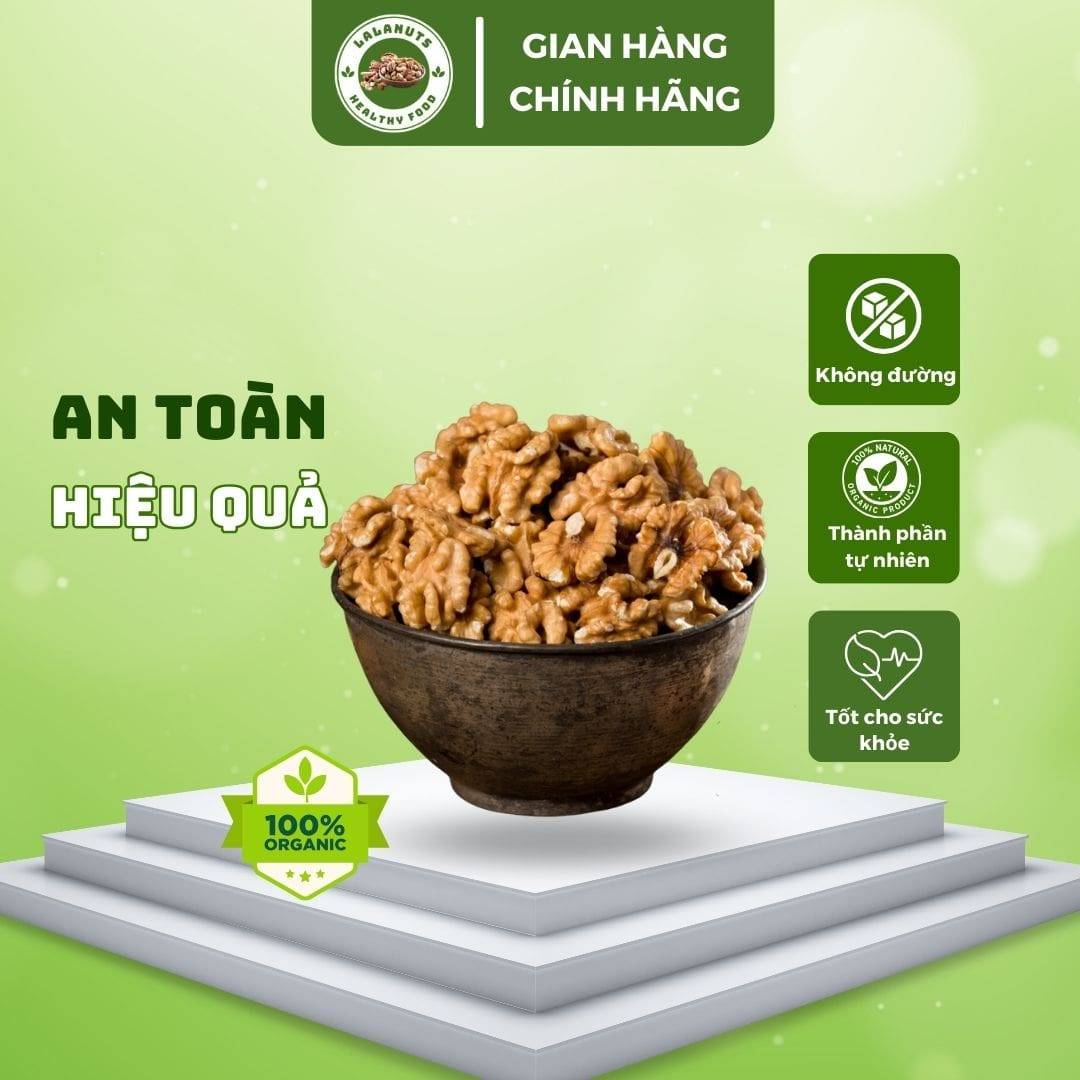 LALANUTS
HEALTHY FOOD
GIAN HÀNG
CHÍNH HÃNG
AN TOÀN
HIỆU QUẢ
Không đường
100% NATURAL
ORGANIC PRODUCT
Thành phần
tự nhiên
Tốt cho sức
khỏe
100%
ORGANIC